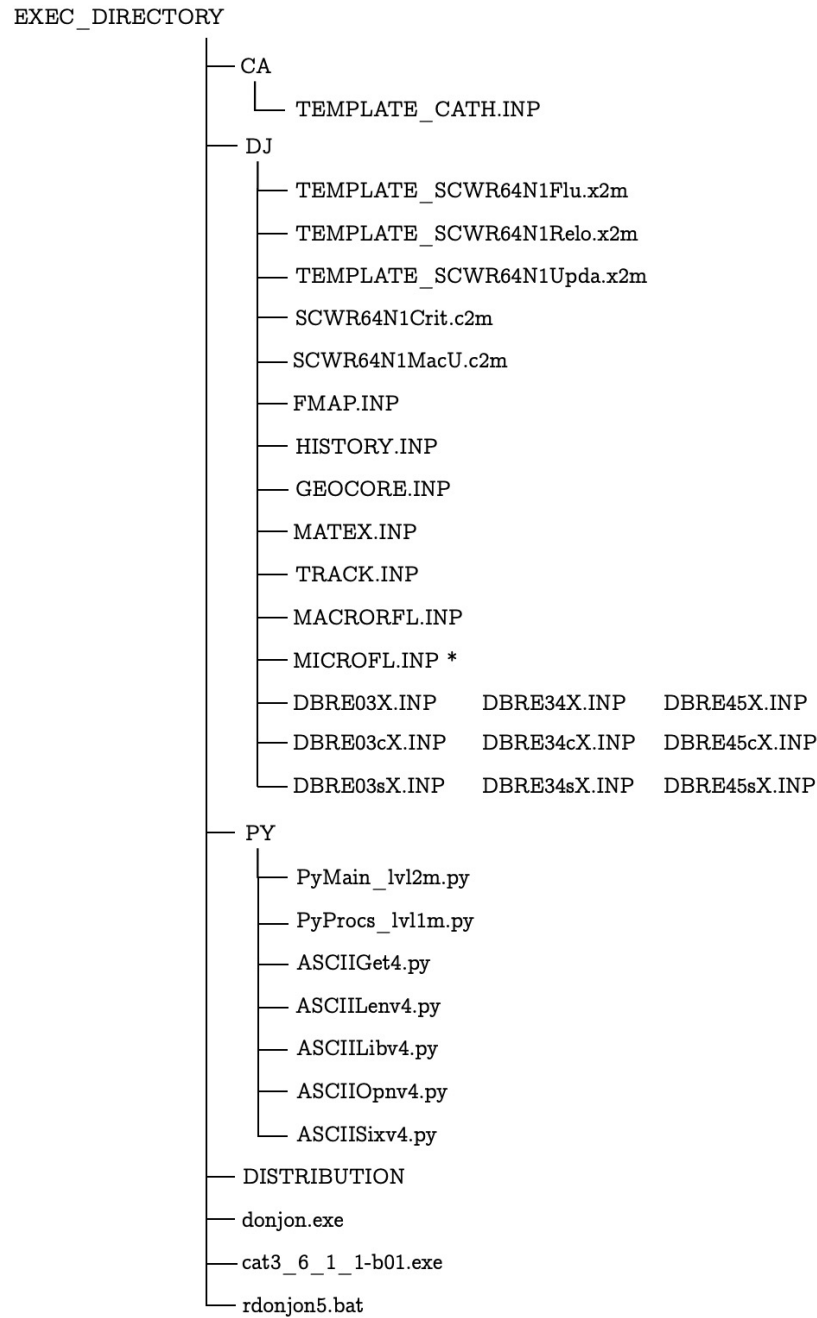 EXEC_DIRECTORY
CA
TEMPLATE_CATH.INP
DJ
TEMPLATE_SCWR64N1Flu.x2m
TEMPLATE_SCWR64N1Relo.x2m
TEMPLATE_SCWR64N1Upda.x2m
SCWR64N1Crit.c2m
SCWR64N1MacU.c2m
FMAP.INP
HISTORY.INP
GEOCORE.INP
MATEX.INP
TRACK.INP
MACRORFL.INP
MICROFL.INP *
DBRE03X.INP DBRE34X.INP DBRE45X.INP
DBRE03cX.INP DBRE34cX.INP DBRE45cX.INP
DBRE03sX.INP DBRE34sX.INP DBRE45sX.INP
PY
PyMain_lvl2m.py
PyProcs_lvl1m.py
ASCIIGet4.py
ASCIILenv4.py
ASCIILibv4.py
ASCIIOpnv4.py
ASCIISixv4.py
DISTRIBUTION
donjon.exe
cat3_6_1_1-b01.exe
rdonjon5.bat